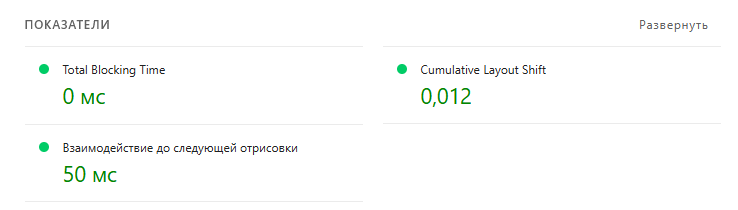 ПОКАЗАТЕЛИ
Развернуть
Total Blocking Time
0 мс
Cumulative Layout Shift
0,012
Взаимодействие до следующей отрисовки
50 мс